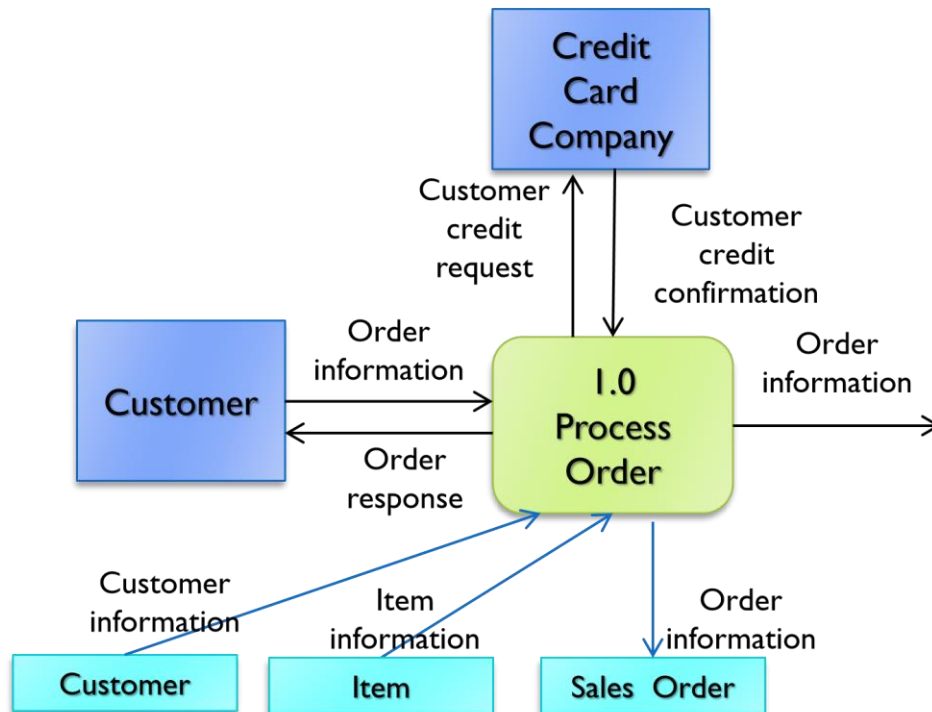 Credit
Card
Company
Customer
credit
request
Customer
credit
confirmation
Customer
Order
information
Order
response
1.0
Process
Order
Order
information
Customer
information
Item
information
Order
information
Customer
Item
Sales Order